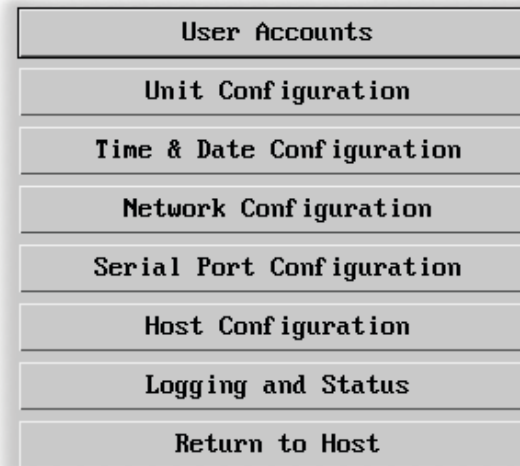 User Accounts
Unit Configuration
Time & Date Configuration
Network Configuration
Serial Port Configuration
Host Configuration
Logging and Status
Return to Host